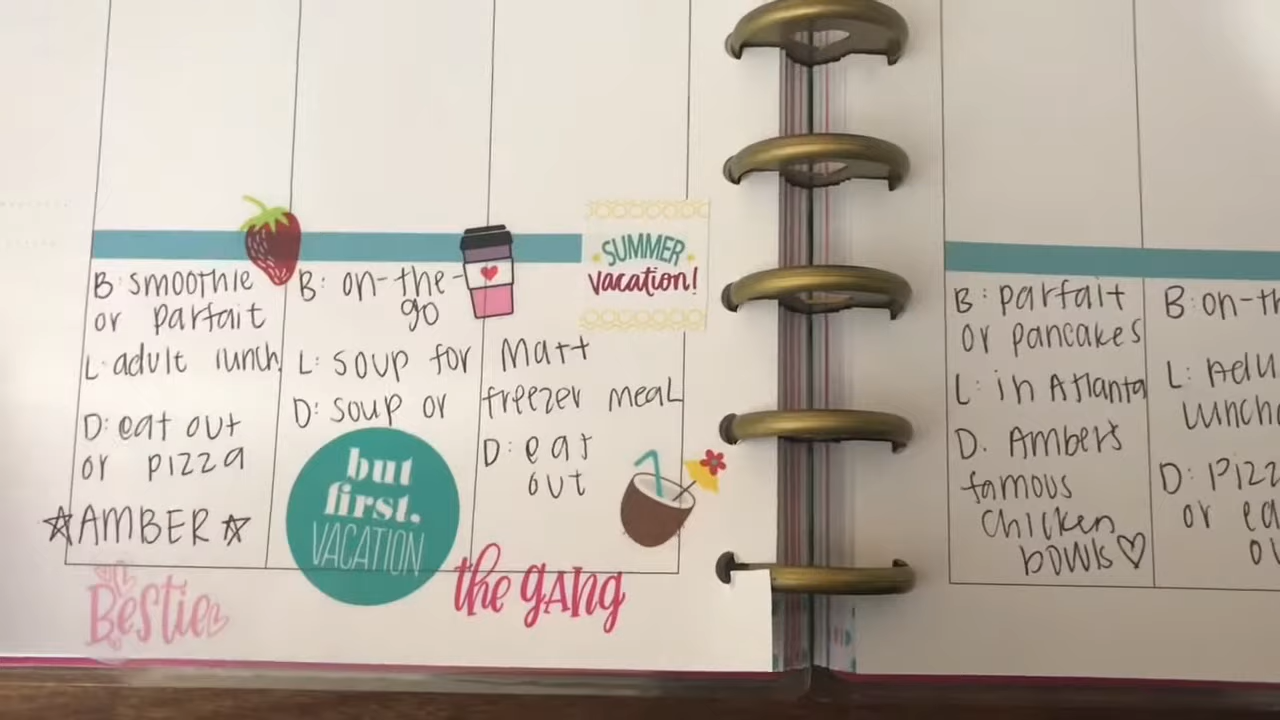 B: smoothie
or parfait
L: adult lunch
D: eat out
or pizza
☆AMBER☆
Bestie
B: on-the-
go
L: soup for
D: soup or
but
first.
VACATION
SUMMER
vacation!
Matt
freezer meal
D: eat
out
the gang
B: parfait
or pancakes
L: in Atlanta
D. Amber's
famous
chicken
bowls♡
B: on-th
L: Adu
lunch
D: Pizz
or ea
ou